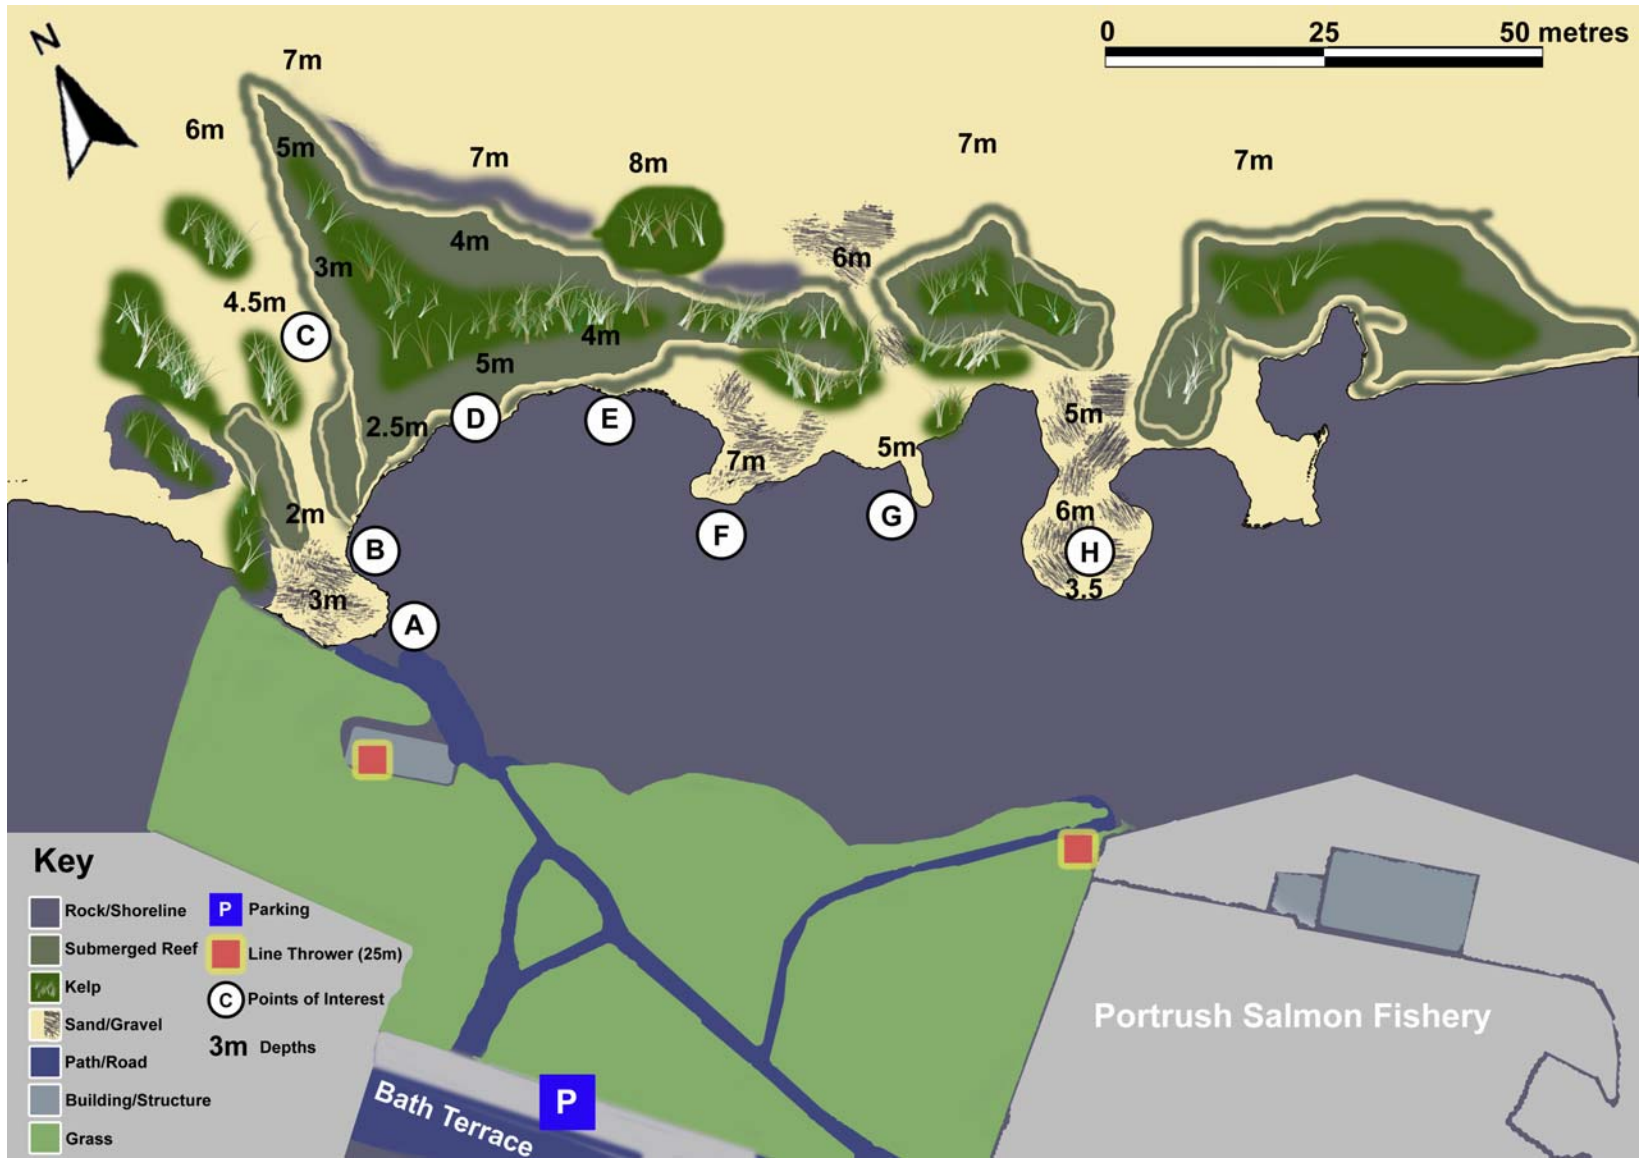 N
0 25 50 metres
7m
6m
5m
7m
8m
7m
7m
4m
3m
6m
4.5m
C
4m
5m
D
E
2.5m
5m
5m
7m
2m
6m
G
F
B
H
3.5
3m
A
Key
Rock/Shoreline
Submerged Reef
Kelp
Sand/Gravel
Path/Road
Building/Structure
Grass
P Parking
Line Thrower (25m)
C Points of Interest
3m Depths
Portrush Salmon Fishery
P
Bath Terrace